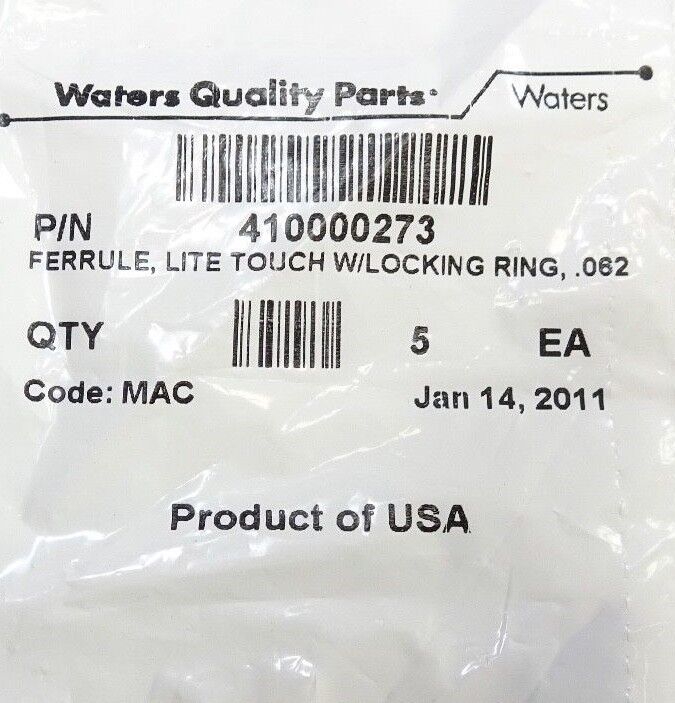 Waters Quality Parts. Waters
P/N 410000273
FERRULE, LITE TOUCH W/LOCKING RING, .062
QTY 5 EA
Code: MAC Jan 14, 2011
Product of USA